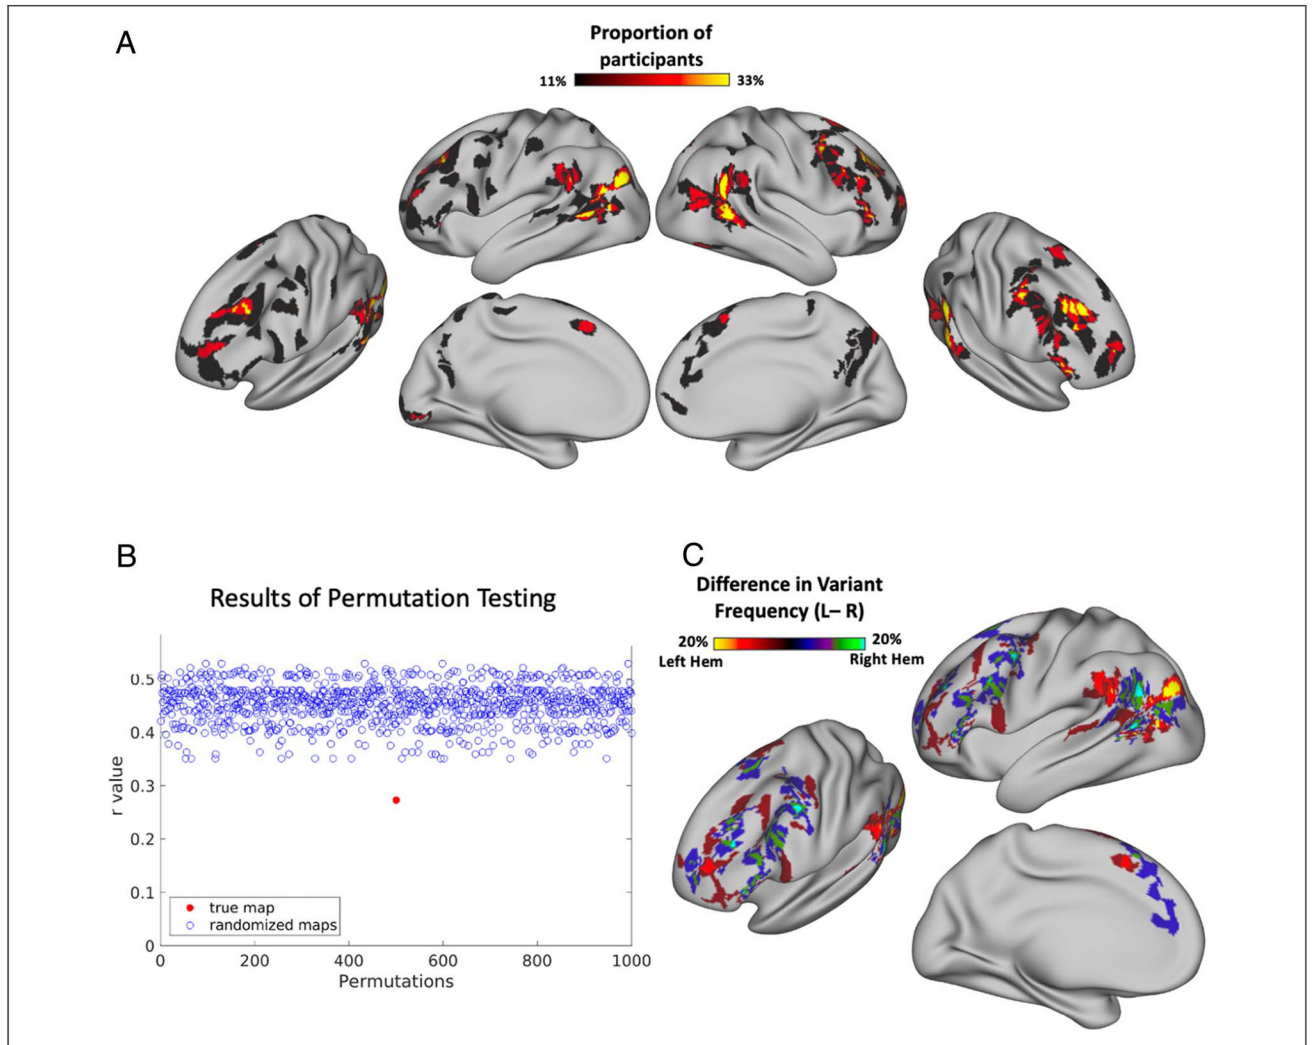 A
Proportion of
participants
11% 33%
B
Results of Permutation Testing
r value
0.5
0.4
0.3
0.2
0.1
0
true map
randomized maps
0 200 400 600 800 1000
Permutations
C
Difference in Variant
Frequency (L– R)
20% 20%
Left Hem Right Hem